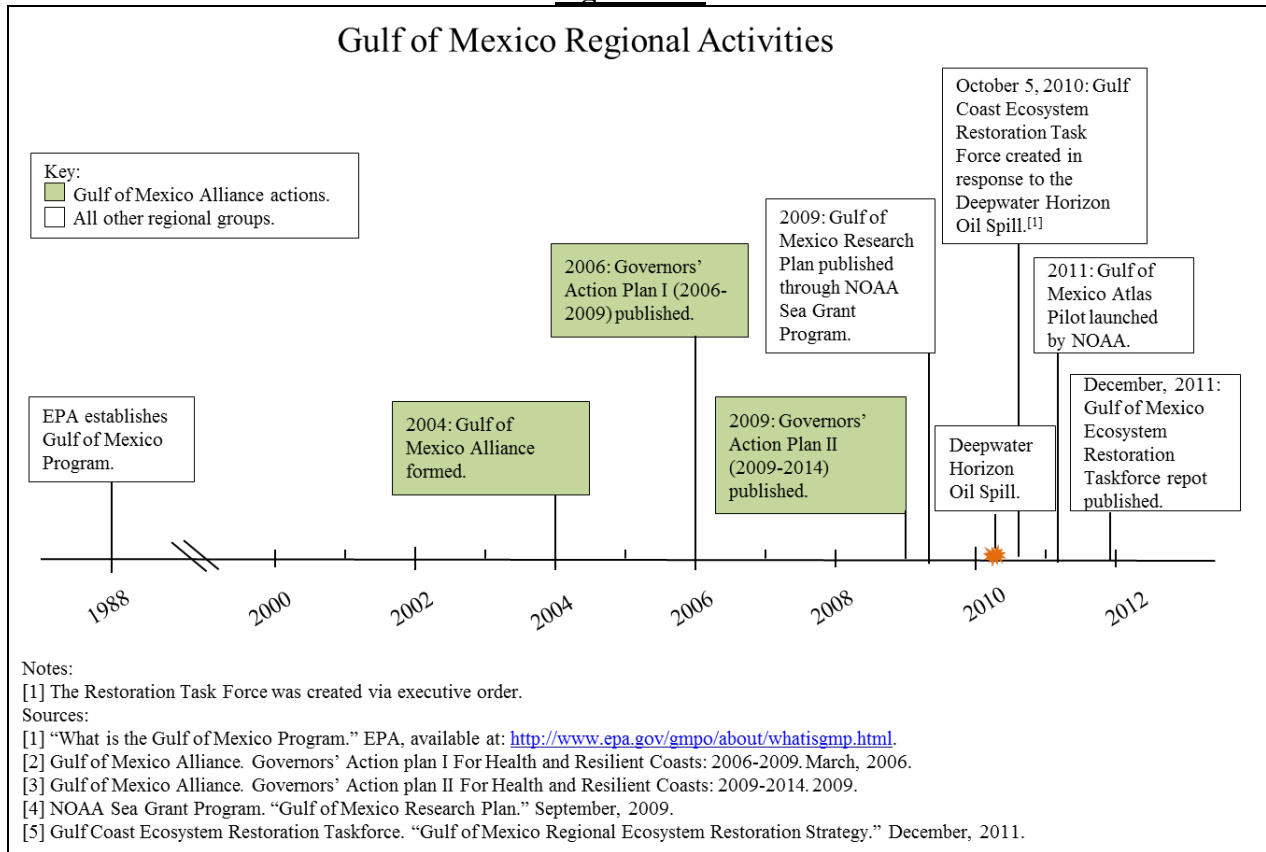 Gulf of Mexico Regional Activities
Key:
Gulf of Mexico Alliance actions.
All other regional groups.
EPA establishes
Gulf of Mexico
Program.
2004: Gulf of
Mexico Alliance
formed.
2006: Governors’
Action Plan I (2006-
2009) published.
2009: Governors’
Action Plan II
(2009-2014)
published.
2009: Gulf of
Mexico Research
Plan published
through NOAA
Sea Grant
Program.
Deepwater
Horizon
Oil Spill.
October 5, 2010: Gulf
Coast Ecosystem
Restoration Task
Force created in
response to the
Deepwater Horizon
Oil Spill.[1]
2011: Gulf of
Mexico Atlas
Pilot launched
by NOAA.
December, 2011:
Gulf of Mexico
Ecosystem
Restoration
Taskforce repot
published.
1988
2000
2002
2004
2006
2008
2010
2012
Notes:
[1] The Restoration Task Force was created via executive order.
Sources:
[1] “What is the Gulf of Mexico Program.” EPA, available at: http://www.epa.gov/gmpo/about/whatisgmp.html.
[2] Gulf of Mexico Alliance. Governors’ Action plan I For Health and Resilient Coasts: 2006-2009. March, 2006.
[3] Gulf of Mexico Alliance. Governors’ Action plan II For Health and Resilient Coasts: 2009-2014. 2009.
[4] NOAA Sea Grant Program. “Gulf of Mexico Research Plan.” September, 2009.
[5] Gulf Coast Ecosystem Restoration Taskforce. “Gulf of Mexico Regional Ecosystem Restoration Strategy.” December, 2011.